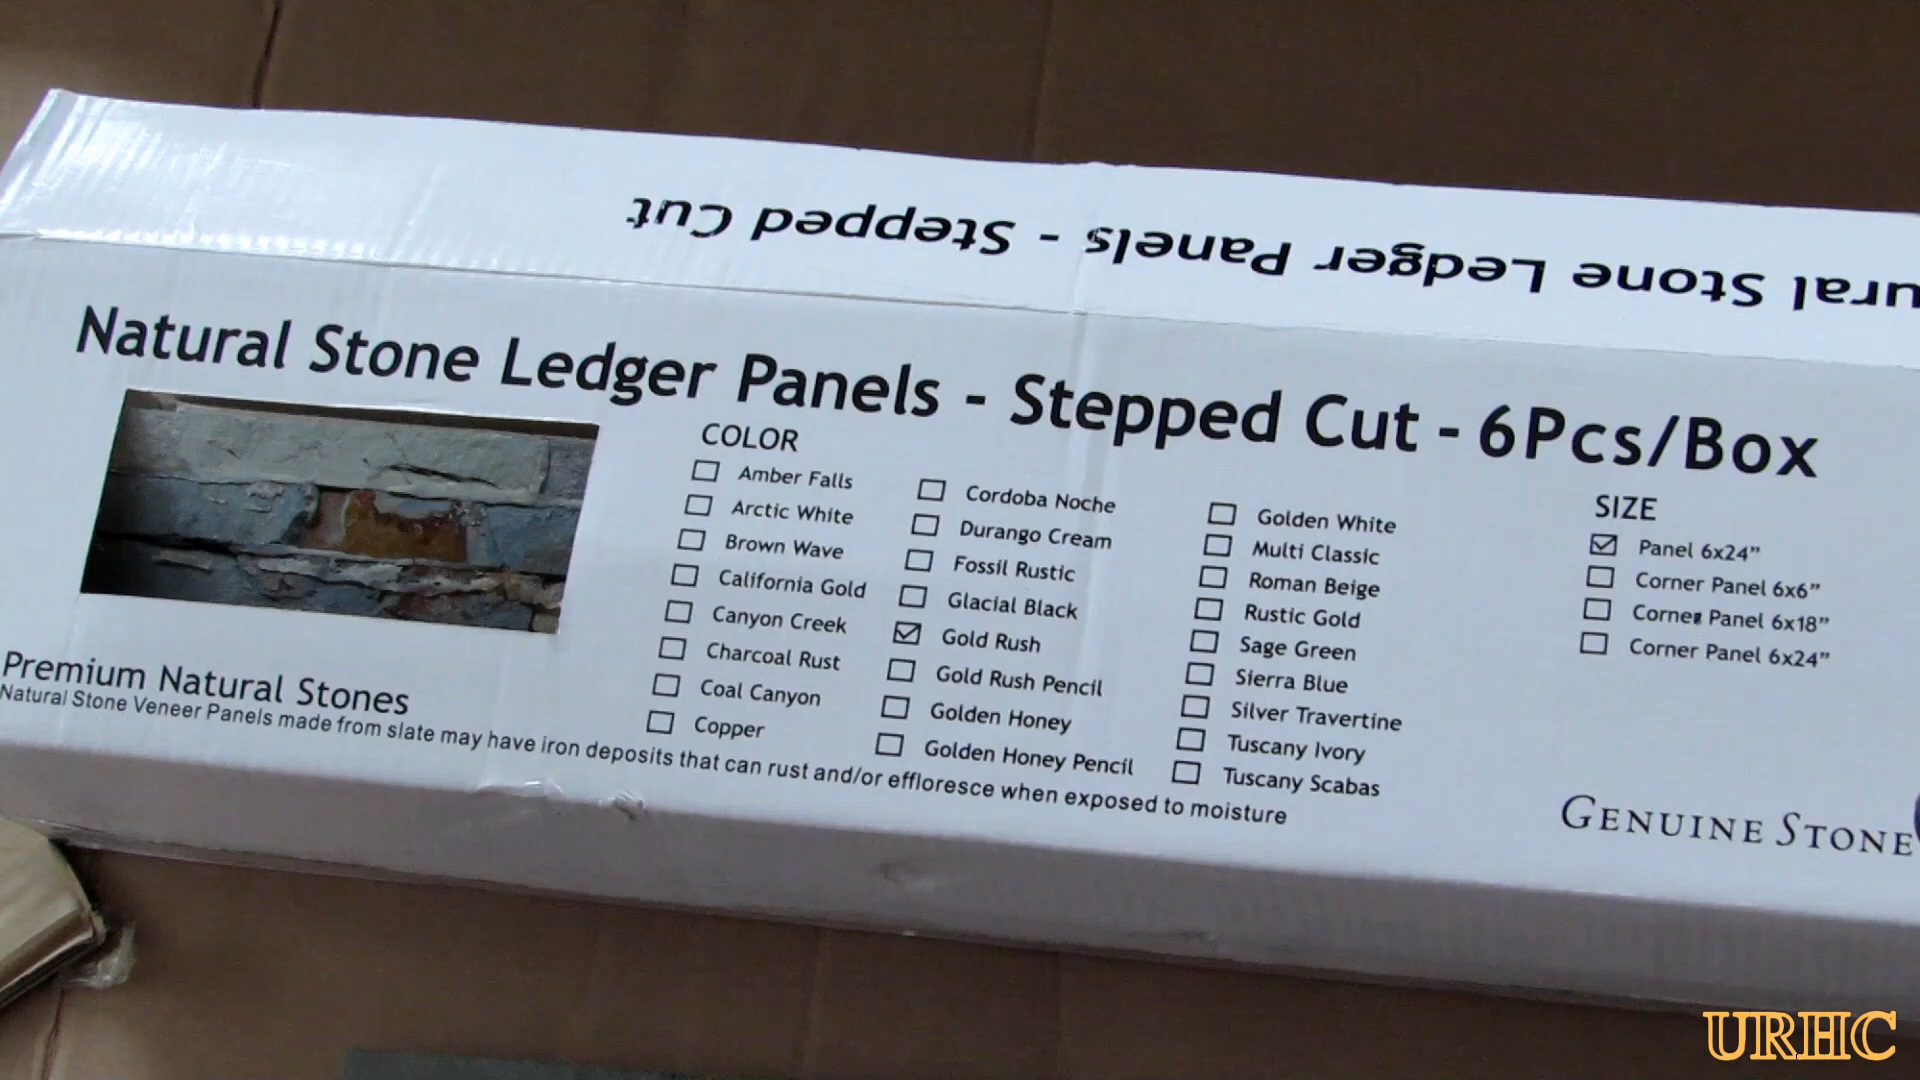 ural Stone Ledger Panels - Stepped Cut
Natural Stone Ledger Panels - Stepped Cut - 6Pcs/Box
COLOR
Amber Falls
Arctic White
Brown Wave
California Gold
Canyon Creek
Charcoal Rust
Coal Canyon
Copper
Cordoba Noche
Durango Cream
Fossil Rustic
Glacial Black
Gold Rush
Gold Rush Pencil
Golden Honey
Golden Honey Pencil
Golden White
Multi Classic
Roman Beige
Rustic Gold
Sage Green
Sierra Blue
Silver Travertine
Tuscany Ivory
Tuscany Scabas
SIZE
Panel 6x24”
Corner Panel 6x6”
Corner Panel 6x18”
Corner Panel 6x24”
Premium Natural Stones
Natural Stone Veneer Panels made from slate may have iron deposits that can rust and/or effloresce when exposed to moisture
GENUINE STONE
URHC